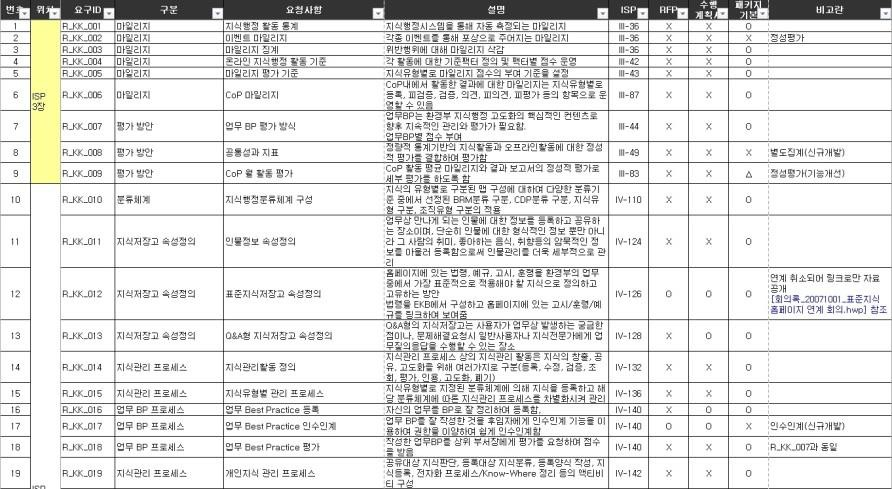 번호 위치 요구ID 구분 요청사항 설명 ISP RFP 수행계획서 패키지기본 비고란
1 R_KK_001 마일리지 지식행정 활동 통계 지식행정시스템을 통해 자동 측정되는 마일리지 III-36 X X O
2 R_KK_002 마일리지 이벤트 마일리지 각종 이벤트를 통해 포상으로 주어지는 마일리지 III-36 X X O 정성평가
3 R_KK_003 마일리지 마일리지 징계 위반행위에 대해 마일리지 삭감 III-36 X X O
4 R_KK_004 마일리지 온라인 지식행정 활동 기준 각 활동에 대한 기준팩터 정의 및 팩터별 점수 운영 III-42 X X O
5 R_KK_005 마일리지 마일리지 평가 기준 지식유형별로 마일리지 점수의 부여 기준을 설정 III-43 X X O
ISP
3장
6 R_KK_006 마일리지 CoP 마일리지 CoP내에서 활동한 결과에 대한 마일리지는 지식유형별로
등록, 피검증, 검증, 의견, 피의견, 피평가 등의 항목으로 운
영할 수 있음 III-87 X X O
7 R_KK_007 평가 방안 업무 BP 평가 방식 업무BP는 환경부 지식행정 고도화의 핵심적인 컨텐츠로
향후 지속적인 관리와 평가가 필요함.
업무BP별 점수 부여 III-44 X X O
8 R_KK_008 평가 방안 공통성과 지표 정량적 통계기반의 지식활동과 오프라인활동에 대한 정성
적 평가를 결합하여 평가함 III-49 X X X 별도집계(신규개발)
9 R_KK_009 평가 방안 CoP 월 활동 평가 CoP 활동 평균 마일리지와 결과 보고서의 정성적 평가로
세부 평가를 하도록 함 III-83 X X △ 정성평가(기능개선)
10 R_KK_010 분류체계 지식행정분류체계 구성 지식의 유형별로 구분된 맵 구성에 대하여 다양한 분류기
준 중에서 선정된 BRM분류 구분, CDP분류 구분, 지식유
형 구분, 조직유형 구분의 적용 IV-110 X X O
11 R_KK_011 지식저장고 속성정의 인물정보 속성정의 업무상 만나게 되는 인물에 대한 정보를 등록하고 공유하
는 장소이며, 단순히 인물에 대한 형식적인 정보 뿐만 아니
라 그 사람의 취미, 좋아하는 음식, 취향등의 암묵적인 정
보를 아울러 등록함으로써 인물관리를 더욱 세부적으로 관
리 IV-124 X X O
12 R_KK_012 지식저장고 속성정의 표준지식저장고 속성정의 홈페이지에 있는 법령, 예규, 고시, 훈령을 환경부의 업무
중에서 가장 표준적으로 적용해야 할 지식으로 정의하고
고유하는 방안
법령을 EKB에서 구성하고 홈페이지에 있는 고시/훈령/예
규를 링크하여 보여줌 IV-126 O O O 연계 취소되어 링크로만 자료
공개
[회의록_20071001_표준지식
홈페이지 연계 회의.hwp] 참조
13 R_KK_013 지식저장고 속성정의 Q&A형 지식저장고 속성정의 Q&A형의 지식저장고는 사용자가 업무상 발생하는 궁금한
점이나, 문제해결요청시 일반사용자나 지식전문가에게 업
무질의응답을 수행할 수 있는 장소 IV-128 X O O
14 R_KK_014 지식관리 프로세스 지식관리활동 정의 지식관리 프로세스 상의 지식관리 활동은 지식의 창출, 공
유, 고도화를 위해 여러가지로 구분(등록, 수정, 검증, 조
회, 평가, 인용, 고도화, 폐기) IV-132 X X O
15 R_KK_015 지식관리 프로세스 지식유형별 관리 프로세스 지식유형별로 지정된 분류체계에 의해 지식을 등록하고 해
당 분류체계에 따른 지식관리 프로세스를 차별화시켜 관리 IV-136 X X O
16 R_KK_016 업무 BP 프로세스 업무 Best Practice 등록 자신의 업무를 BP로 잘 정리하여 등록함, IV-140 X O O
17 R_KK_017 업무 BP 프로세스 업무 Best Practice 인수인계 업무 BP를 잘 작성한 것을 후임자에게 인수인계 기능을 이
용하여 권한을 이양하여 쉽게 인수인계함 IV-140 O O X 인수인계(신규개발)
18 R_KK_018 업무 BP 프로세스 업무 Best Practice 평가 작성한 업무BP를 상위 부서장에게 평가를 요청하여 점수
를 받음 IV-140 X X O R_KK_007과 동일
19 R_KK_019 지식관리 프로세스 개인지식 관리 프로세스 공유대상 지식판단, 등록대상 지식분류, 등록양식 작성, 지
식등록, 전자화 프로세스/Know-Where 정리 등의 액티비
티 구성 IV-142 X X O